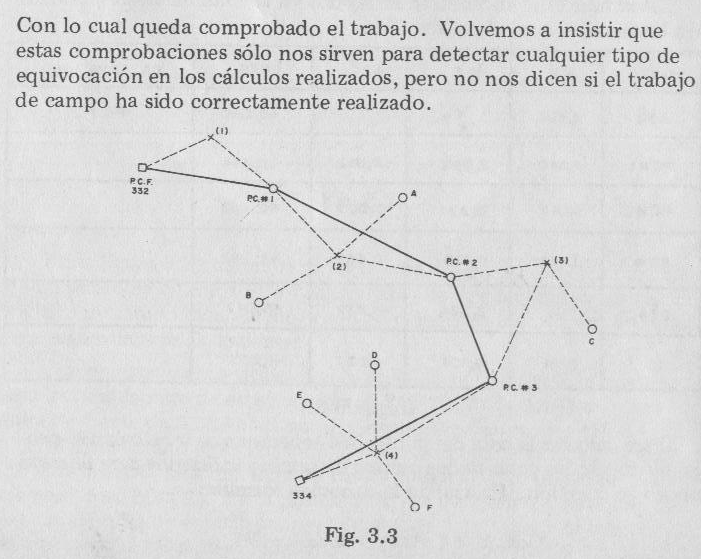 Con lo cual queda comprobado el trabajo. Volvemos a insistir que
estas comprobaciones sólo nos sirven para detectar cualquier tipo de
equivocación en los cálculos realizados, pero no nos dicen si el trabajo
de campo ha sido correctamente realizado.
(1)
P.C.F.
332
P.C. # 1
A
(2)
P.C. # 2
(3)
B
C
D
E
P.C. # 3
(4)
334
F
Fig. 3.3